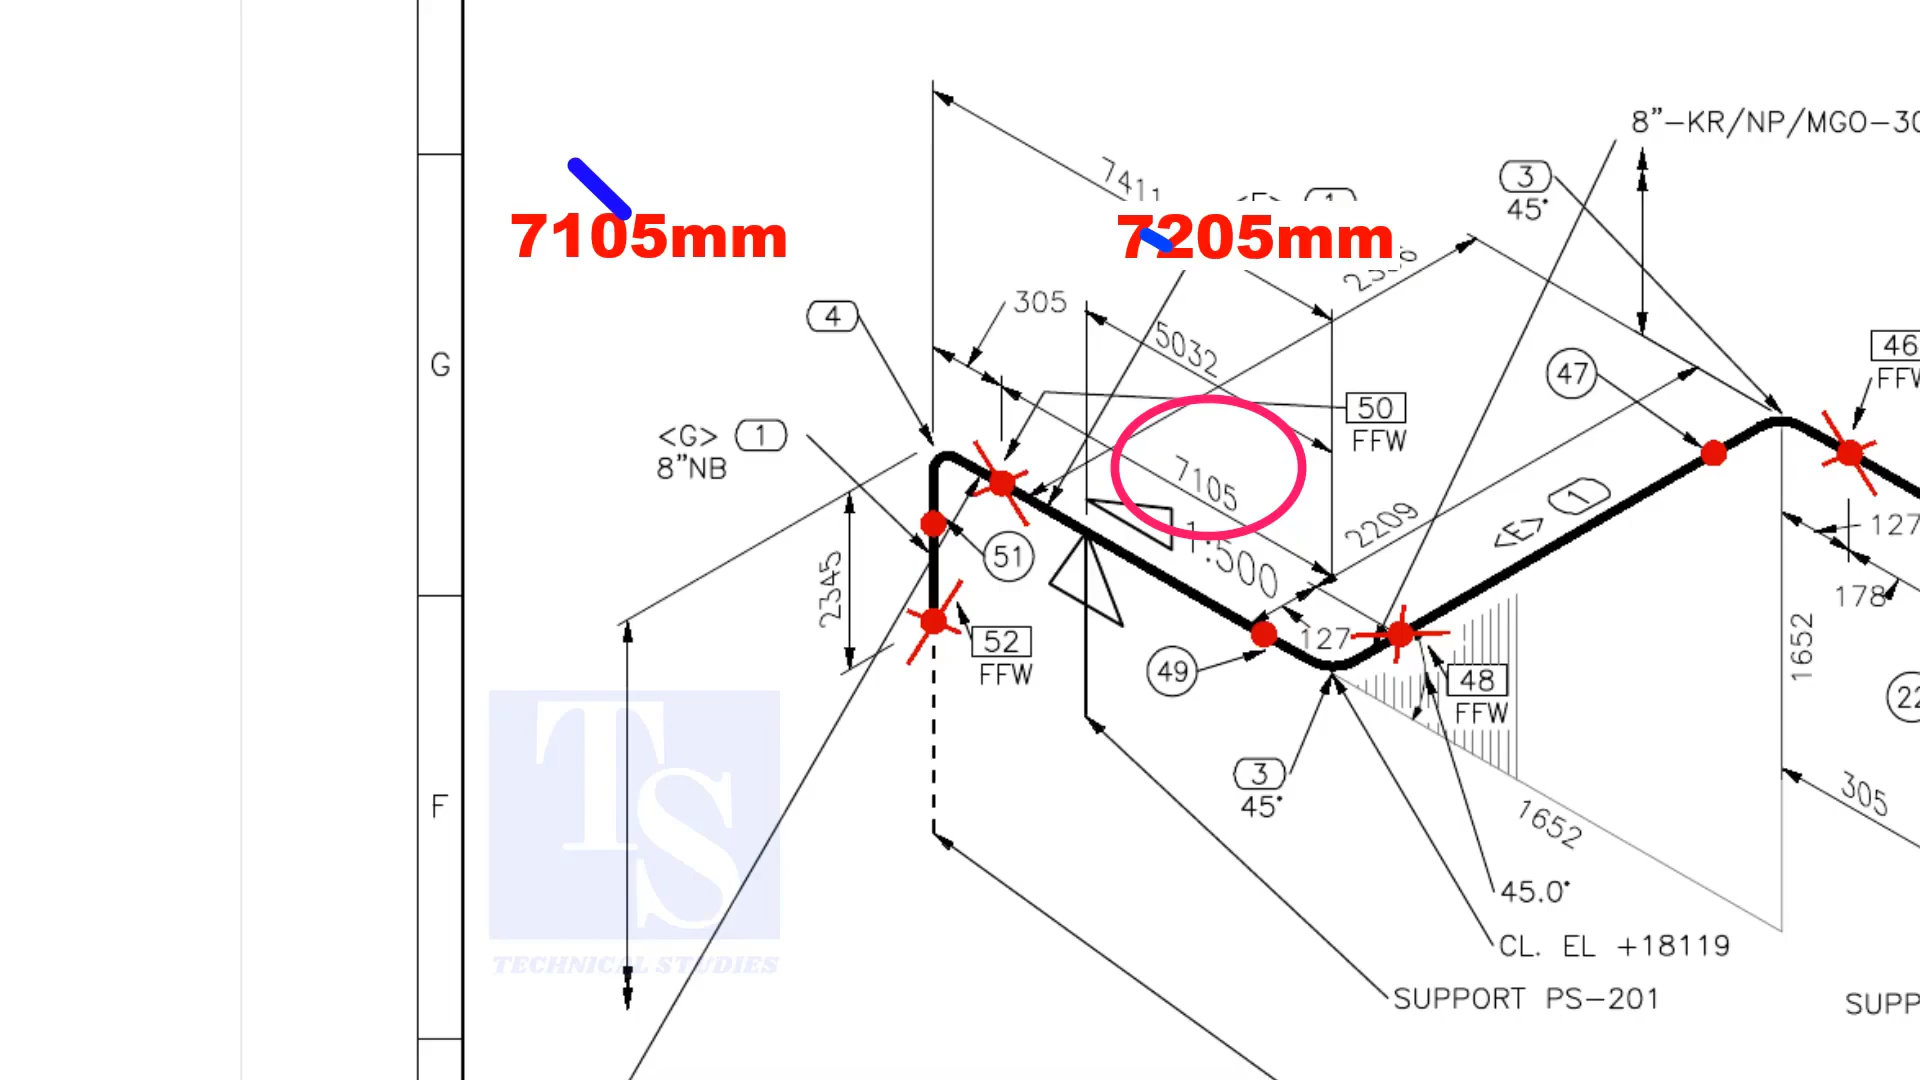 8"-KR/NP/MGO-30
7411
3
45°
7105mm
7205mm
305
4
5032
G
46
FFW
47
50
FFW
<G> 1
8"NB
7105
2209
<E> 1
127
51
1:500
2345
178
52
FFW
127
1652
49
48
FFW
22
3
45°
305
F
1652
TS
45.0°
CL. EL +18119
TECHNICAL STUDIES
SUPPORT PS-201
SUPP